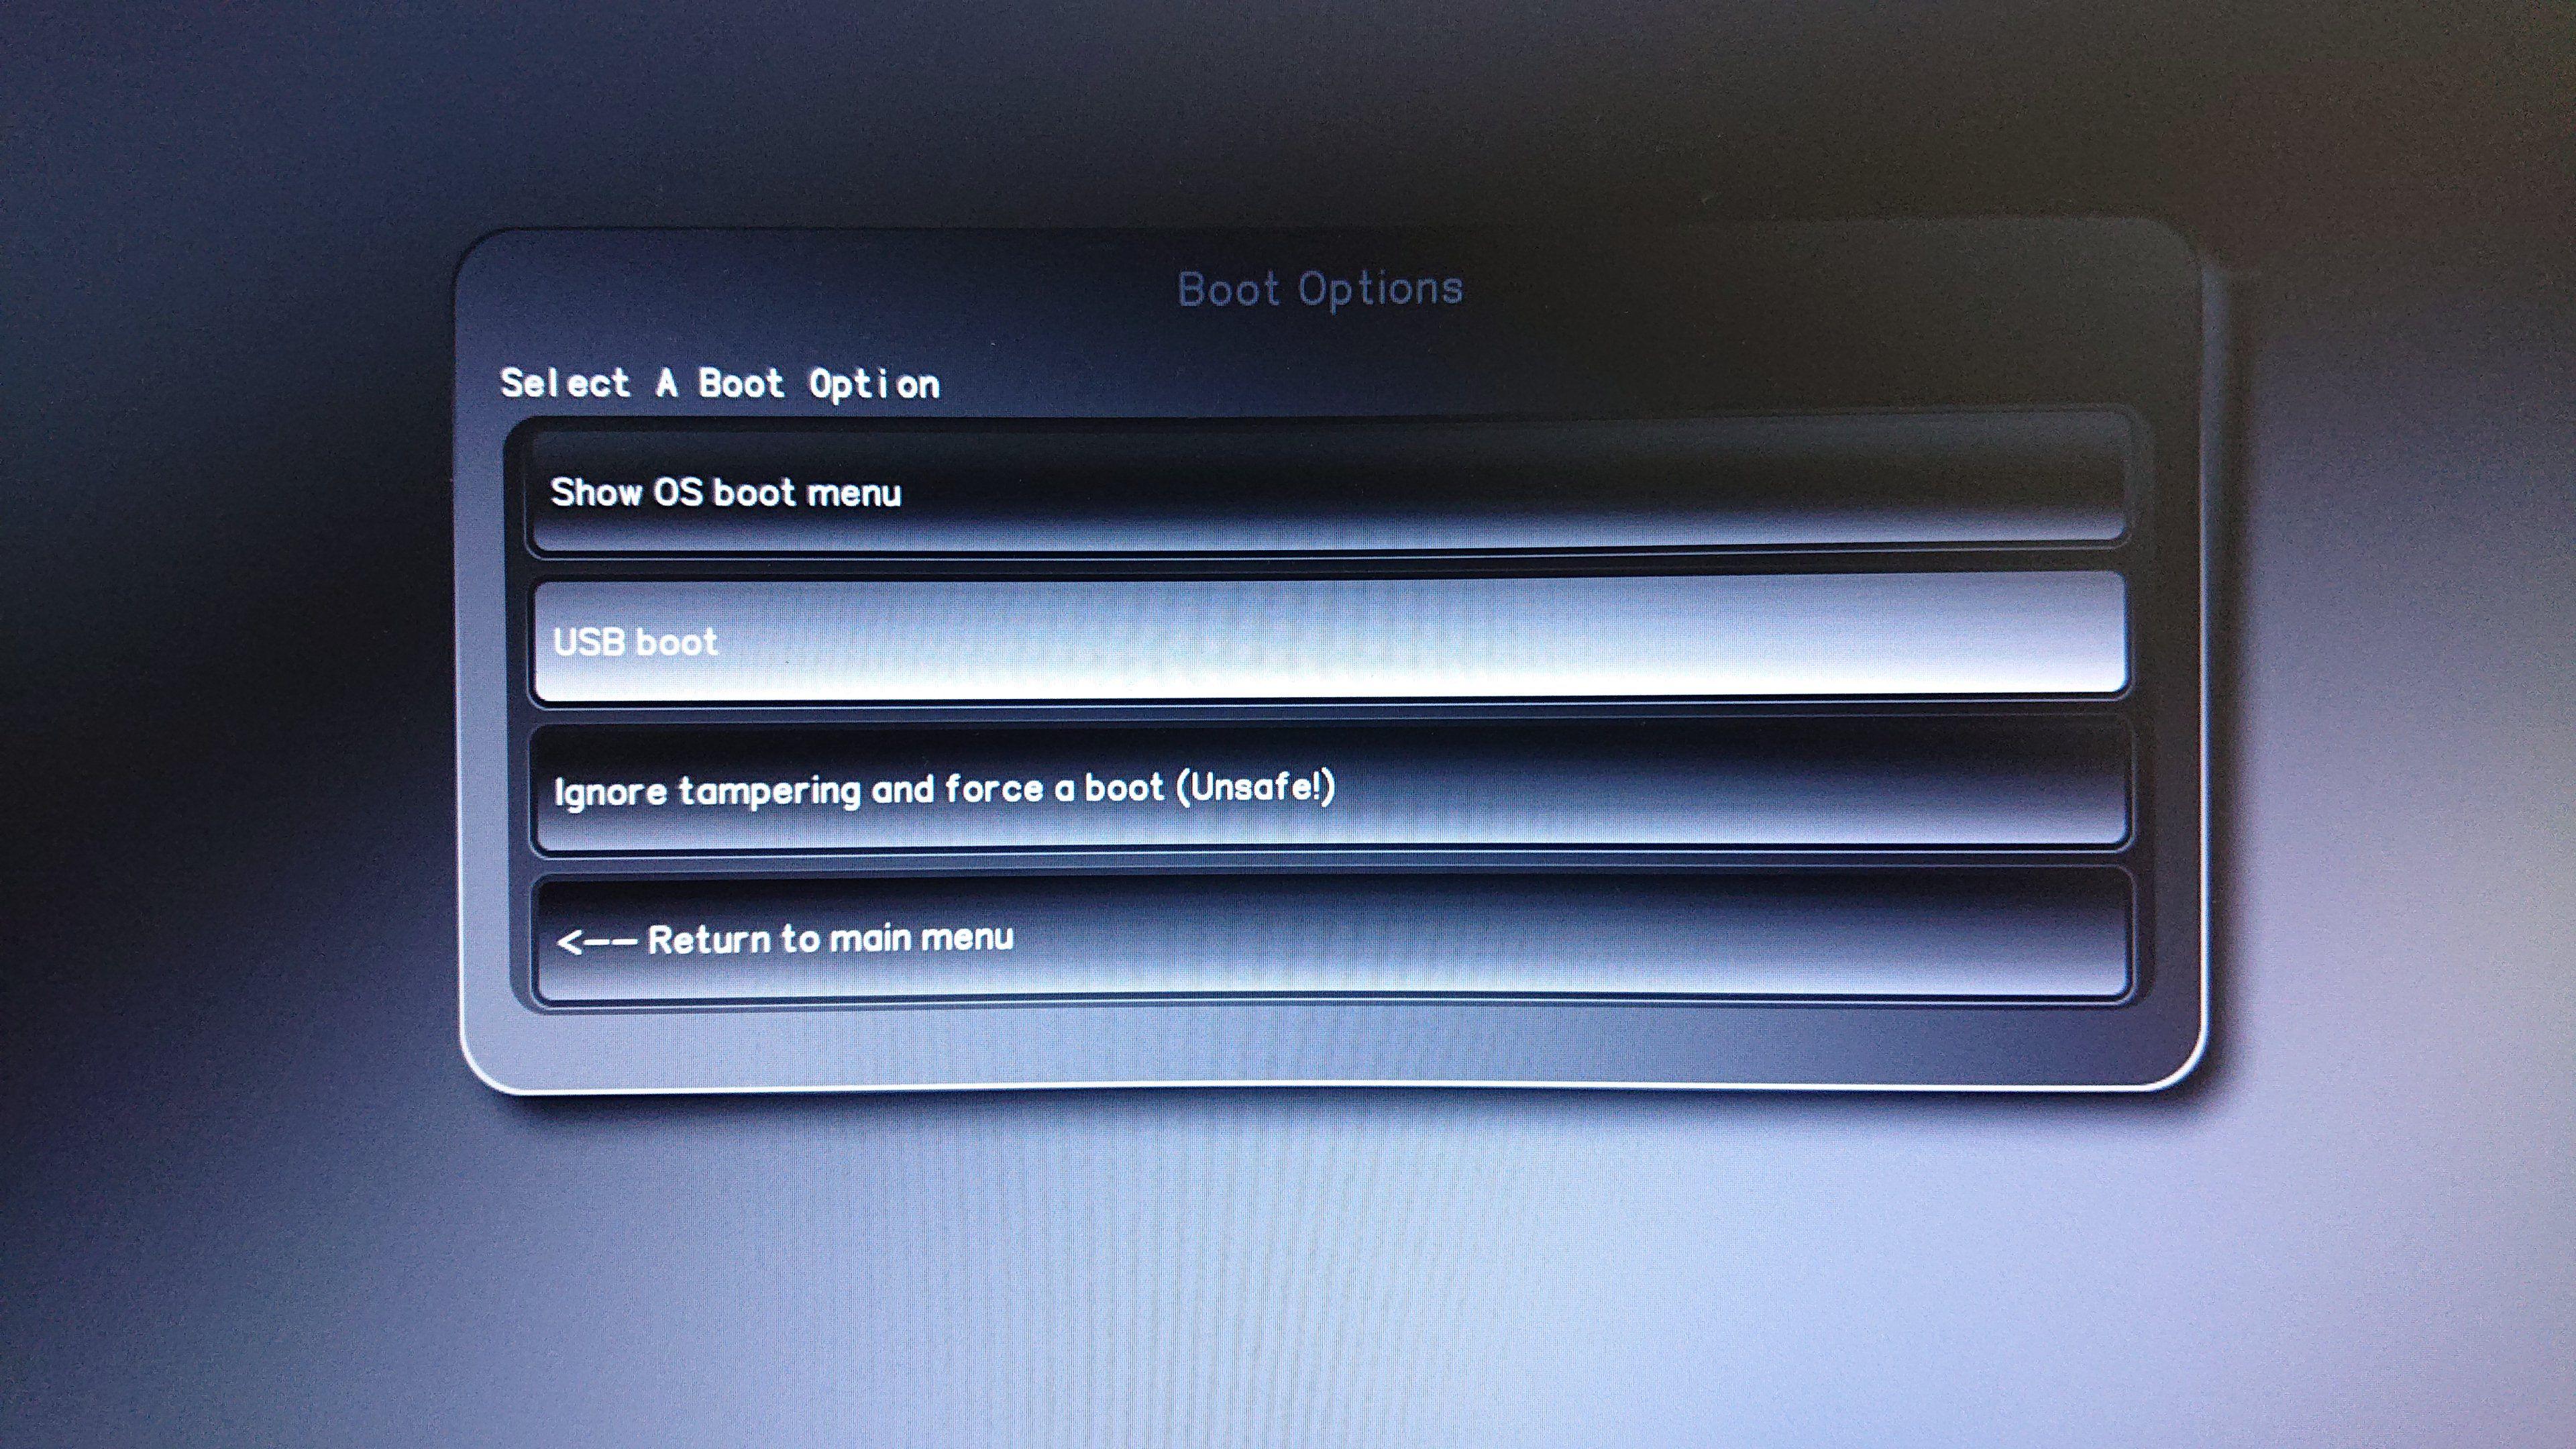 Boot Options
Select A Boot Option
Show OS boot menu
USB boot
Ignore tampering and force a boot (Unsafe!)
<-- Return to main menu